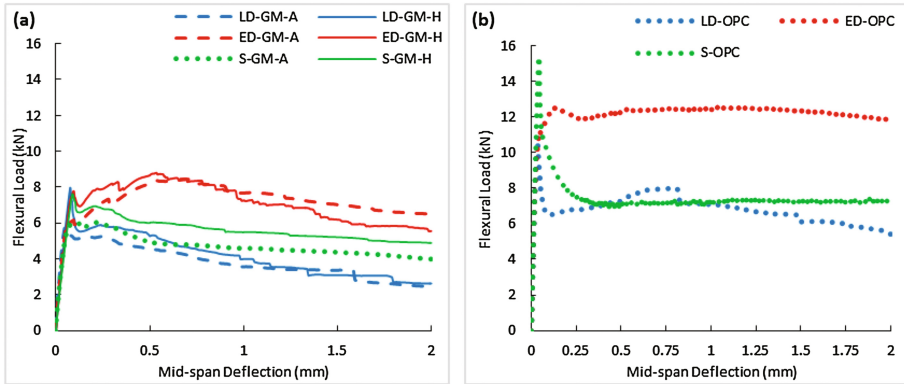 (a)
LD-GM-A
LD-GM-H
ED-GM-A
ED-GM-H
S-GM-A
S-GM-H
16
14
12
10
8
6
4
2
0
Flexural Load (kN)
0
0.5
1
1.5
2
Mid-span Deflection (mm)
(b)
LD-OPC
ED-OPC
S-OPC
16
14
12
10
8
6
4
2
0
Flexural Load (kN)
0
0.25
0.5
0.75
1
1.25
1.5
1.75
2
Mid-span Deflection (mm)